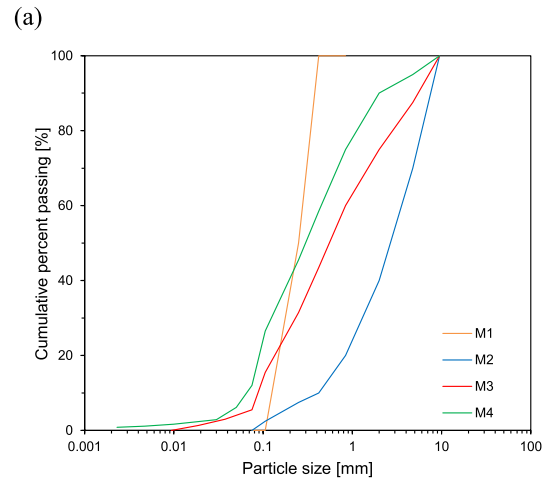 (a)
Cumulative percent passing [%]
100
80
60
40
20
0
0.001 0.01 0.1 1 10 100
Particle size [mm]
M1
M2
M3
M4